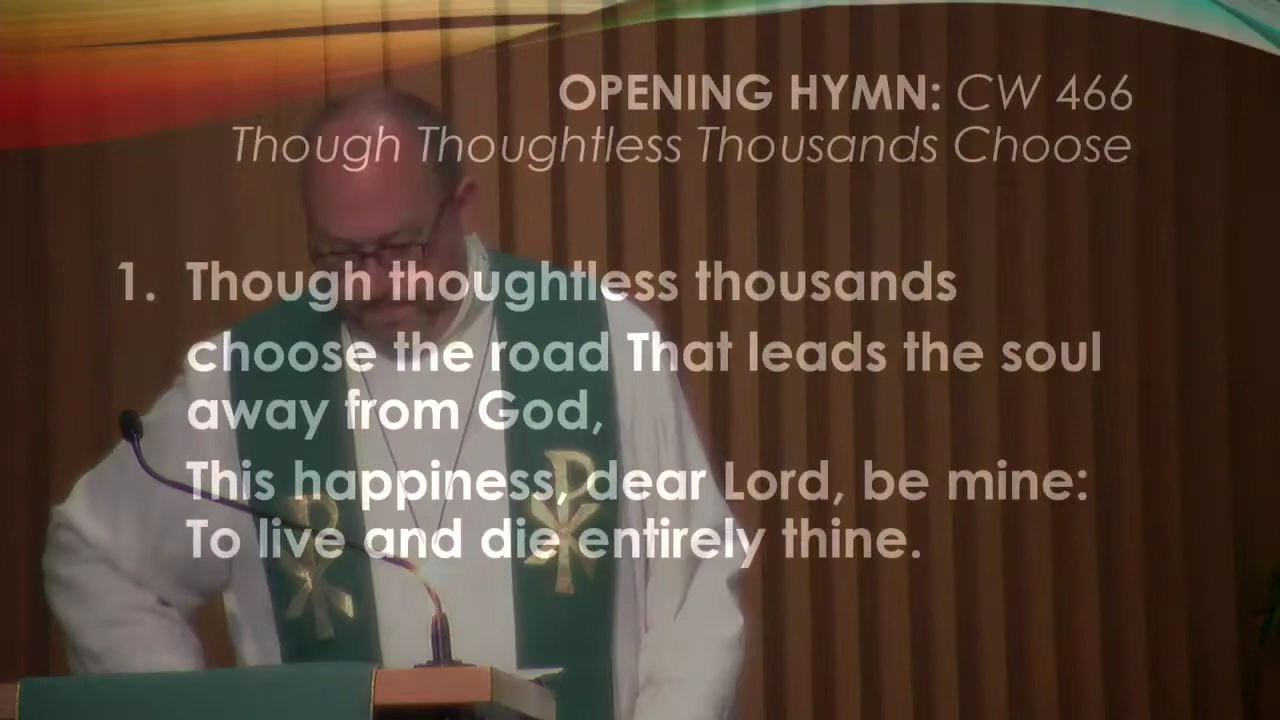 OPENING HYMN: CW 466
Though Thoughtless Thousands Choose
1. Though thoughtless thousands
choose the road That leads the soul
away from God,
This happiness, dear Lord, be mine:
To live and die entirely thine.